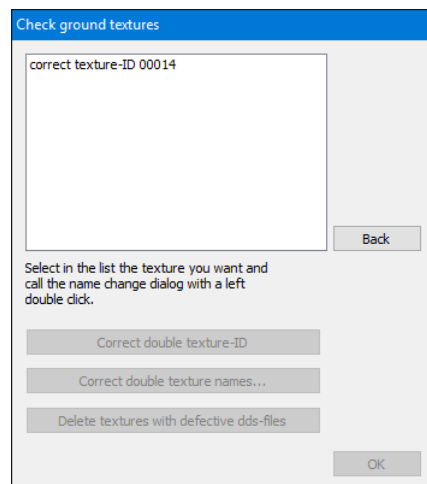 Check ground textures
correct texture-ID 00014
Back
Select in the list the texture you want and
call the name change dialog with a left
double click.
Correct double texture-ID
Correct double texture names...
Delete textures with defective dds-files
OK